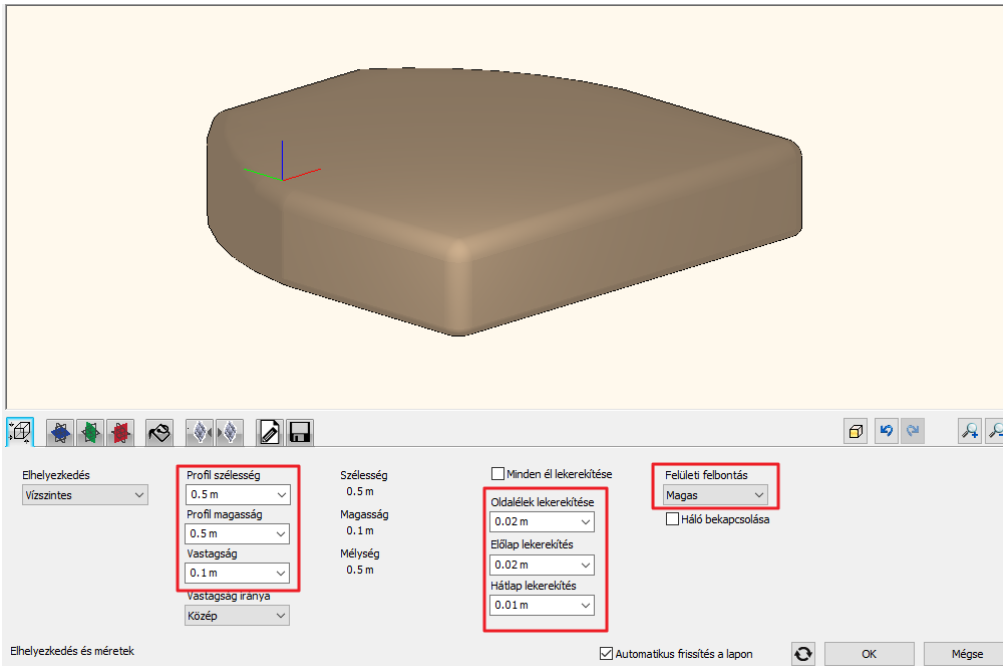 Elhelyezkedés
Vízszintes
Profil szélesség
0.5 m
Profil magasság
0.5 m
Vastagság
0.1 m
Vastagság iránya
Közép
Szélesség
0.5 m
Magasság
0.1 m
Mélység
0.5 m
Minden él lekerekítése
Oldalélek lekerekítése
0.02 m
Előlap lekerekítés
0.02 m
Hátlap lekerekítés
0.01 m
Felületi felbontás
Magas
Háló bekapcsolása
Elhelyezkedés és méretek
Automatikus frissítés a lapon
OK
Mégse